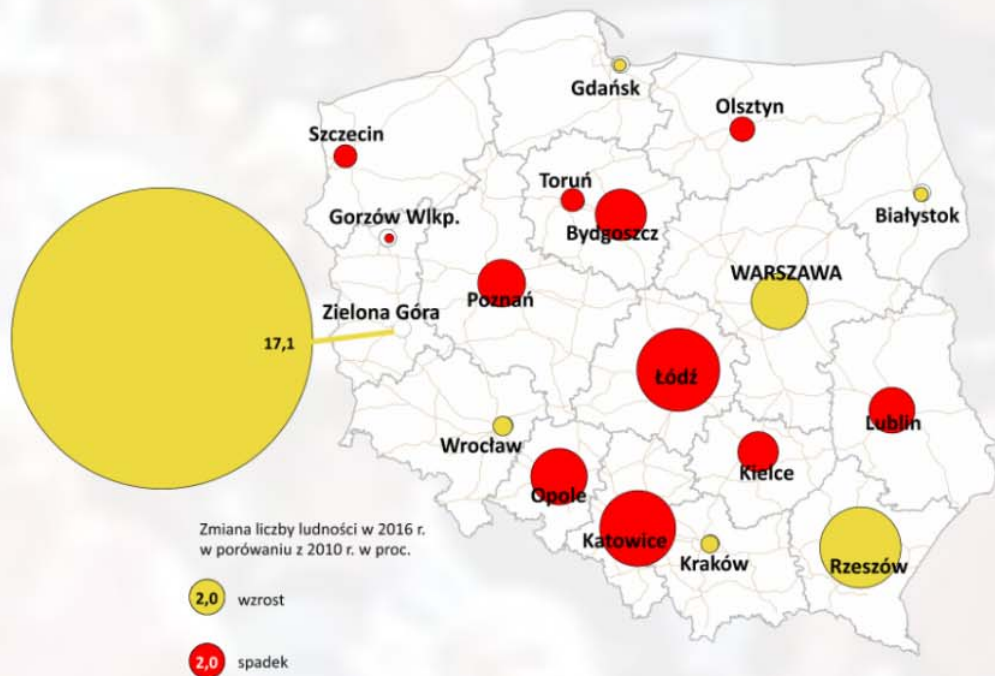 Gdańsk
Olsztyn
Szczecin
Toruń
Gorzów Wlkp.
Białystok
Bydgoszcz
WARSZAWA
Poznań
Zielona Góra
17,1
Łódź
Lublin
Wrocław
Kielce
Opole
Katowice
Kraków
Rzeszów
Zmiana liczby ludności w 2016 r.
w porównaniu z 2010 r. w proc.
2,0 wzrost
2,0 spadek